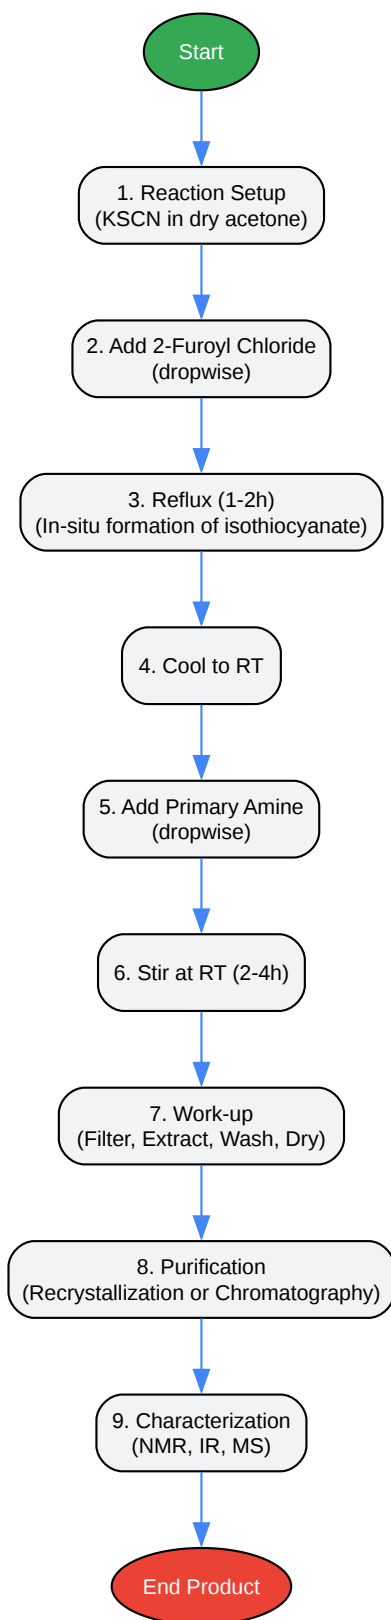 Start
1. Reaction Setup
(KSCN in dry acetone)
2. Add 2-Furoyl Chloride
(dropwise)
3. Reflux (1-2h)
(In-situ formation of isothiocyanate)
4. Cool to RT
5. Add Primary Amine
(dropwise)
6. Stir at RT (2-4h)
7. Work-up
(Filter, Extract, Wash, Dry)
8. Purification
(Recrystallization or Chromatography)
9. Characterization
(NMR, IR, MS)
End Product